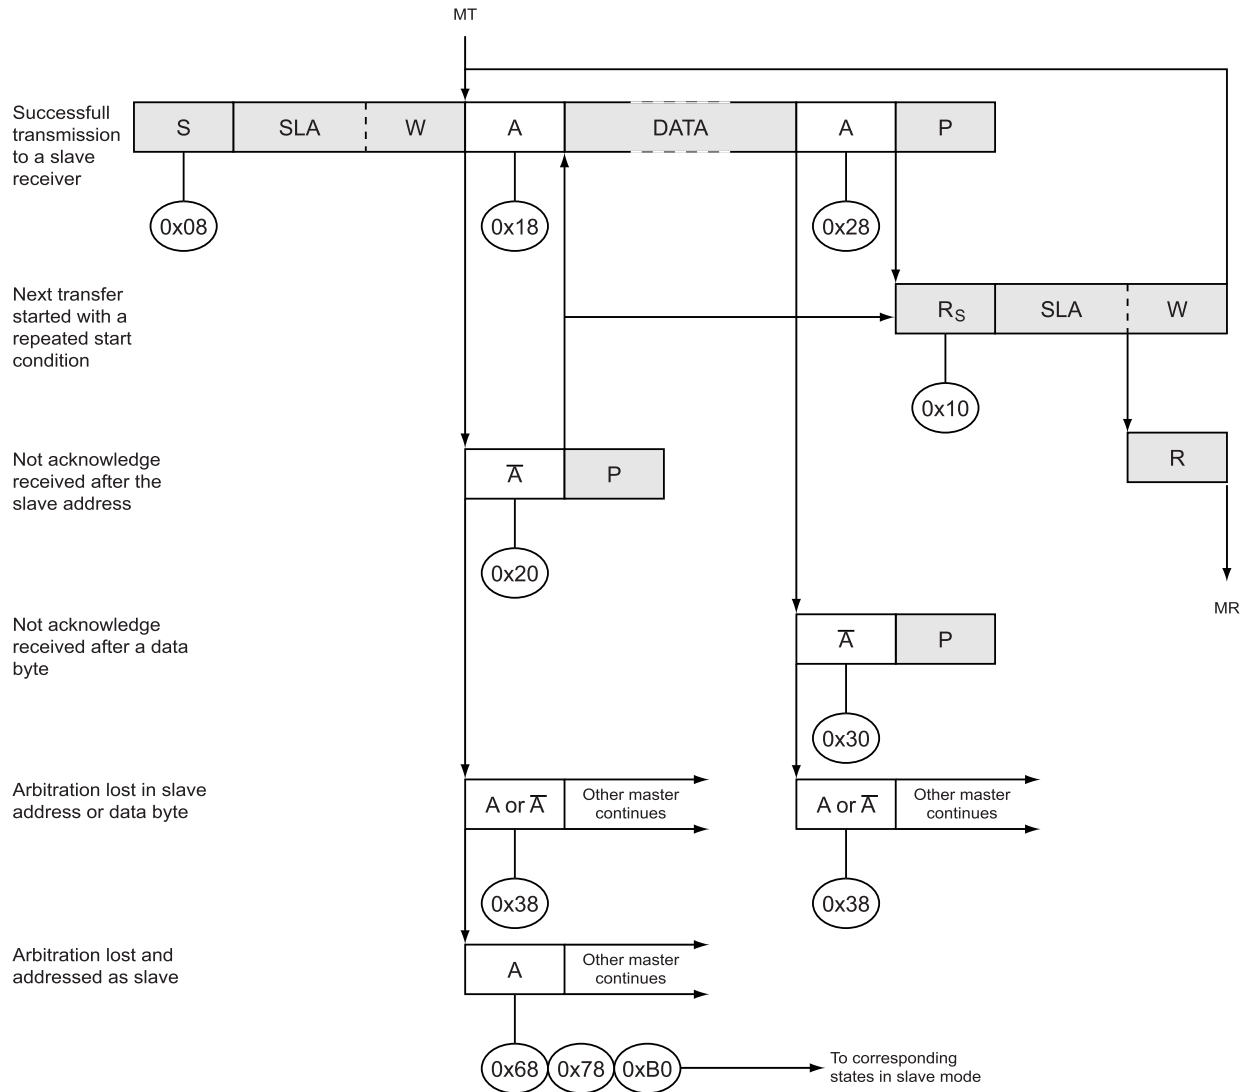 MT
Successfull
transmission
to a slave
receiver
S SLA W A DATA A P
0x08 0x18 0x28
Next transfer
started with a
repeated start
condition
RS SLA W
0x10
Not acknowledge
received after the
slave address
A̅ P
R
0x20
MR
Not acknowledge
received after a data
byte
A̅ P
0x30
Arbitration lost in slave
address or data byte
A or A̅ Other master
continues
A or A̅ Other master
continues
0x38 0x38
Arbitration lost and
addressed as slave
A Other master
continues
0x68 0x78 0xB0
To corresponding
states in slave mode